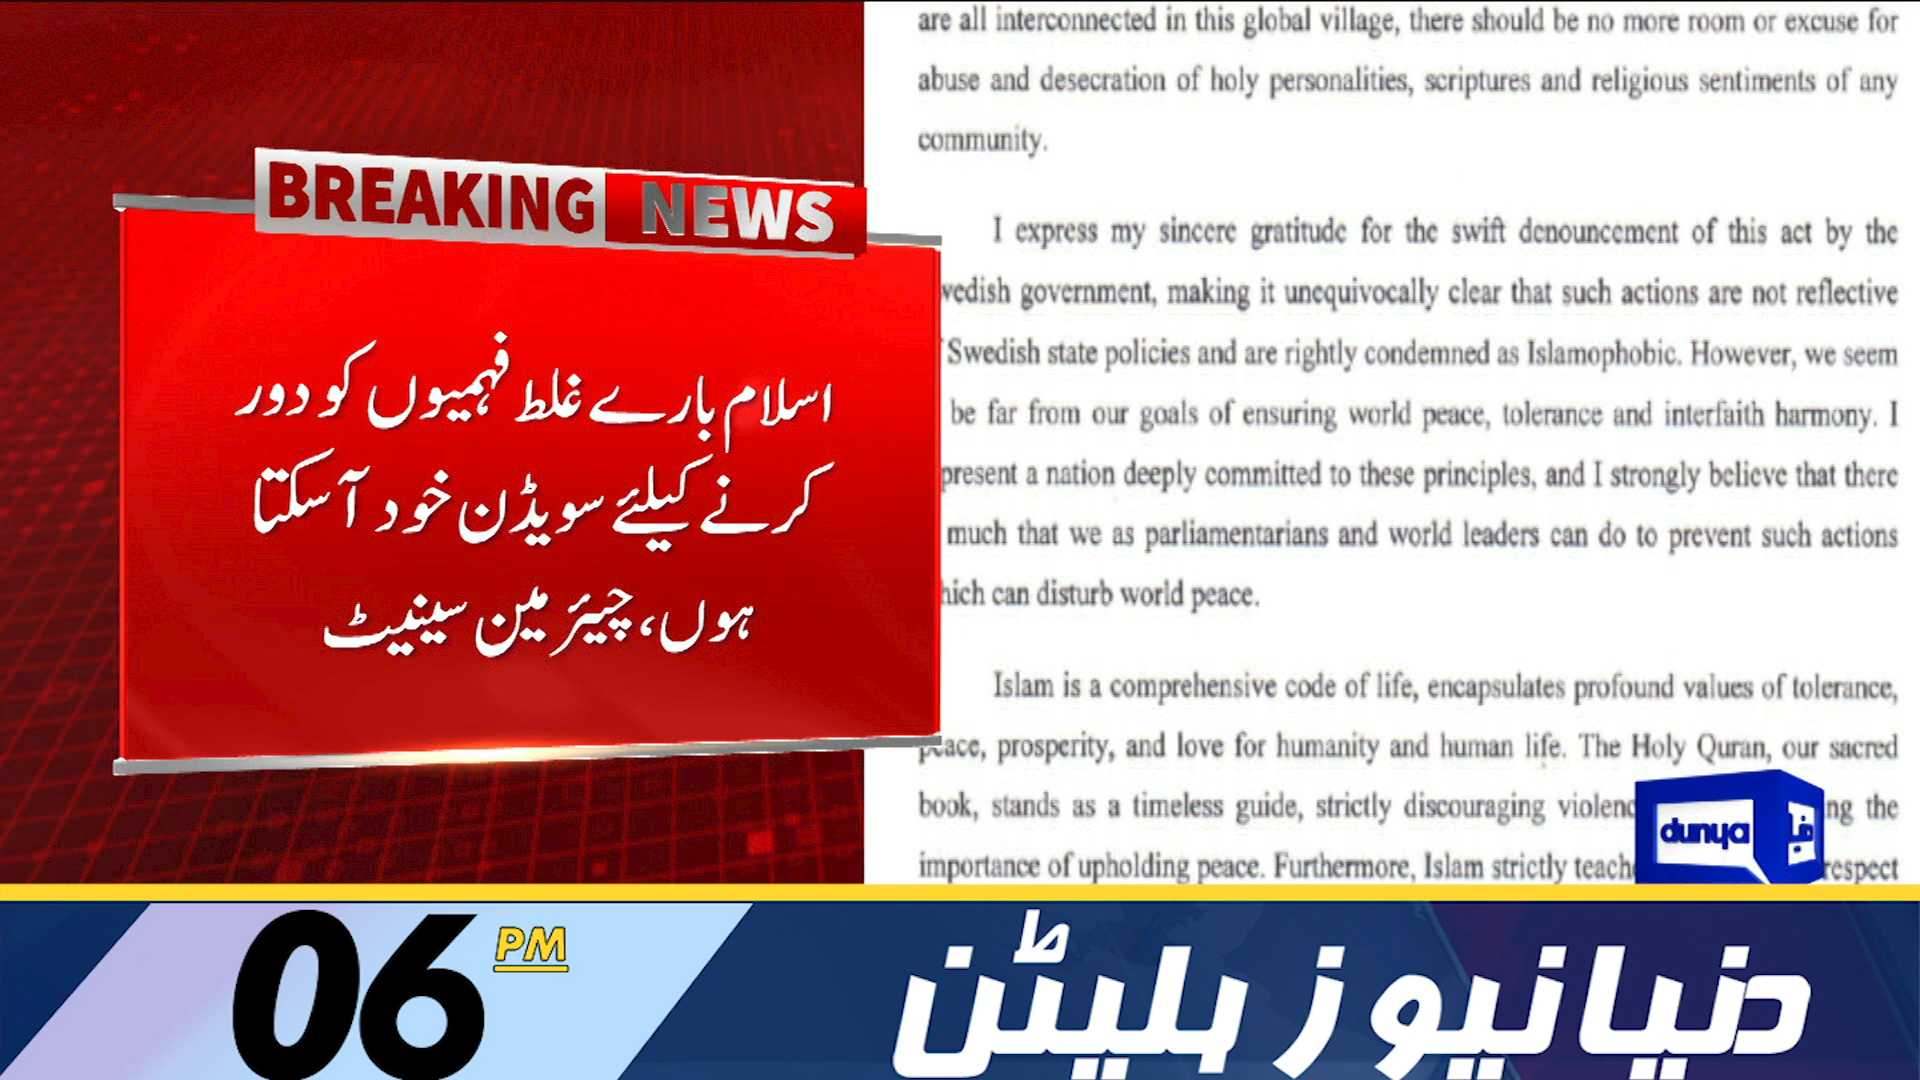 BREAKING NEWS
اسلام بارے غلط فہمیوں کو دور
کرنے کیلئے سویڈن خود آ سکتا
ہوں، چیئرمین سینیٹ
are all interconnected in this global village, there should be no more room or excuse for
abuse and desecration of holy personalities, scriptures and religious sentiments of any
community.
I express my sincere gratitude for the swift denouncement of this act by the
wedish government, making it unequivocally clear that such actions are not reflective
Swedish state policies and are rightly condemned as Islamophobic. However, we seem
be far from our goals of ensuring world peace, tolerance and interfaith harmony. I
present a nation deeply committed to these principles, and I strongly believe that there
much that we as parliamentarians and world leaders can do to prevent such actions
hich can disturb world peace.
Islam is a comprehensive code of life, encapsulates profound values of tolerance,
peace, prosperity, and love for humanity and human life. The Holy Quran, our sacred
book, stands as a timeless guide, strictly discouraging violenc ng the
importance of upholding peace. Furthermore, Islam strictly teach respect
dunya دنیا
06 PM
دنیا نیوز بلیٹن